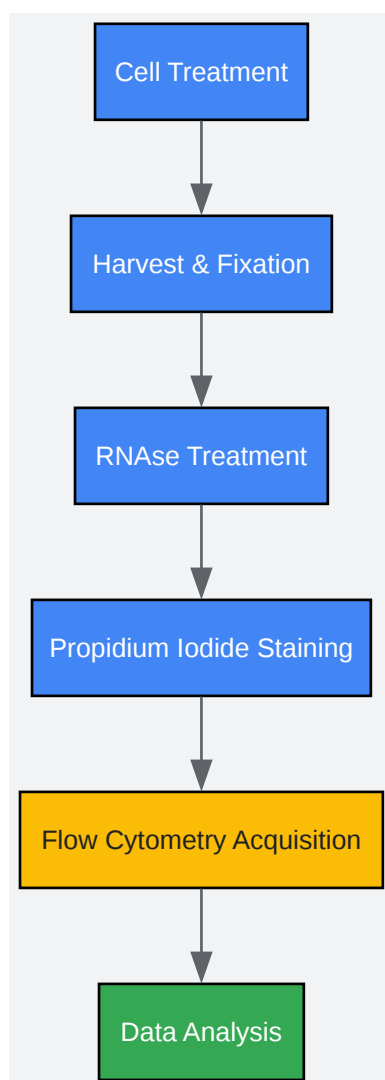 Cell Treatment
Harvest & Fixation
RNAse Treatment
Propidium Iodide Staining
Flow Cytometry Acquisition
Data Analysis